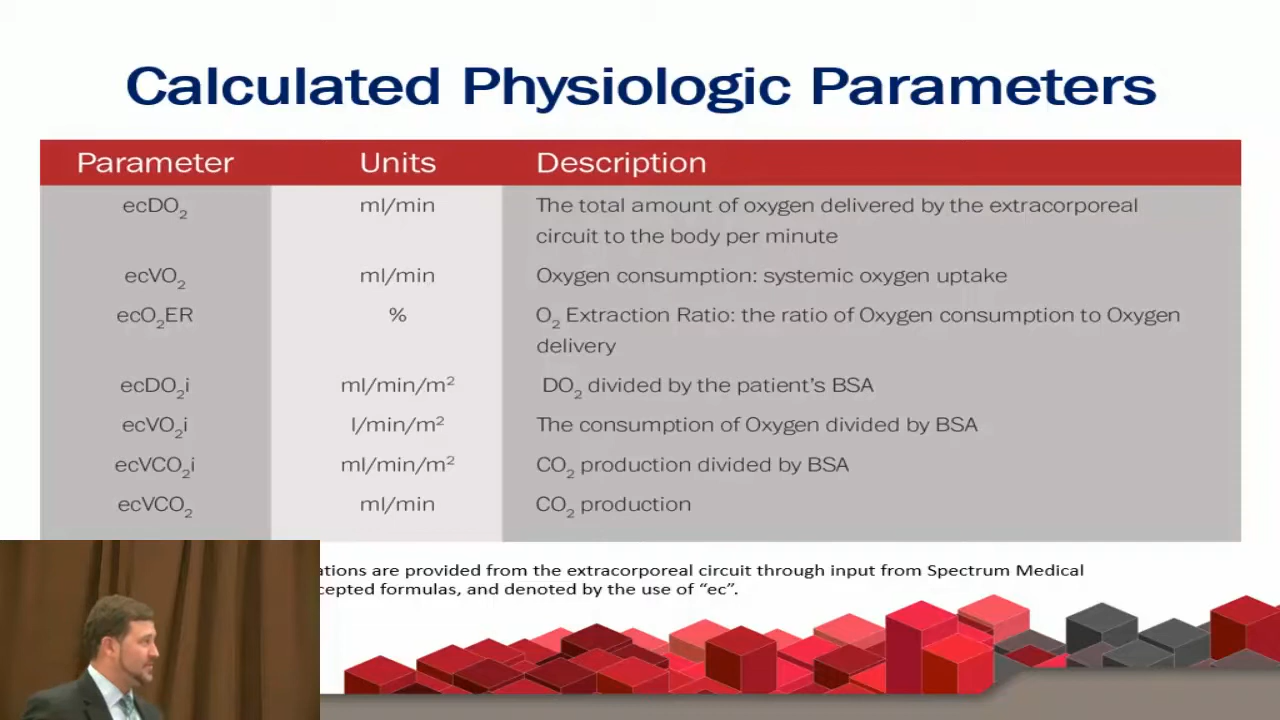 Calculated Physiologic Parameters
Parameter Units Description
ecDO₂ ml/min The total amount of oxygen delivered by the extracorporeal
circuit to the body per minute
ecVO₂ ml/min Oxygen consumption: systemic oxygen uptake
ecO₂ER % O₂ Extraction Ratio: the ratio of Oxygen consumption to Oxygen
delivery
ecDO₂i ml/min/m² DO₂ divided by the patient's BSA
ecVO₂i l/min/m² The consumption of Oxygen divided by BSA
ecVCO₂i ml/min/m² CO₂ production divided by BSA
ecVCO₂ ml/min CO₂ production
are provided from the extracorporeal circuit through input from Spectrum Medical
formulas, and denoted by the use of “ec”.